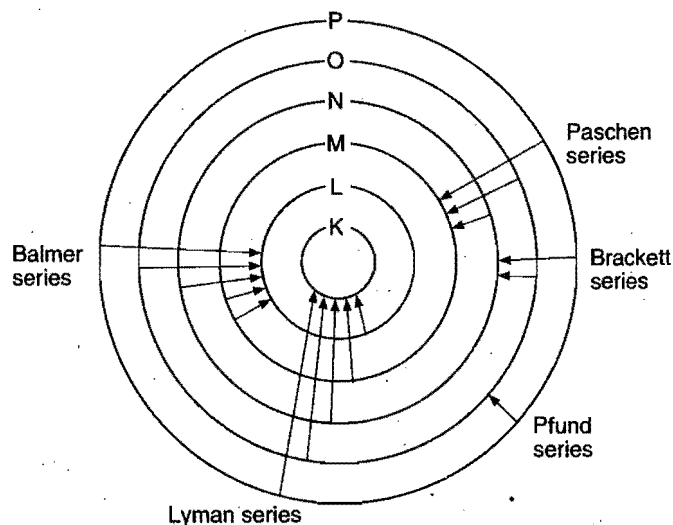 P
O
N
M
L
K
Paschen
series
Balmer
series
Brackett
series
Pfund
series
Lyman series